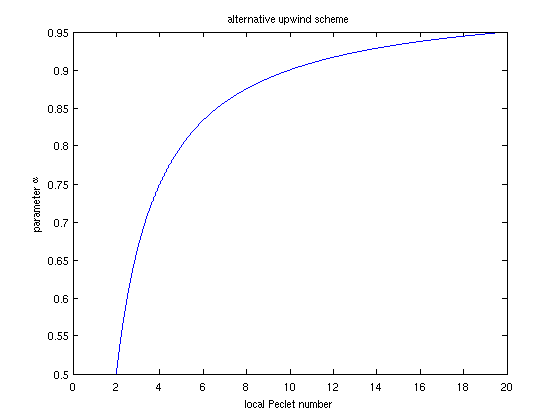 alternative upwind scheme
0.95
0.9
0.85
0.8
0.75
0.7
0.65
0.6
0.55
0.5
parameter α
0 2 4 6 8 10 12 14 16 18 20
local Peclet number